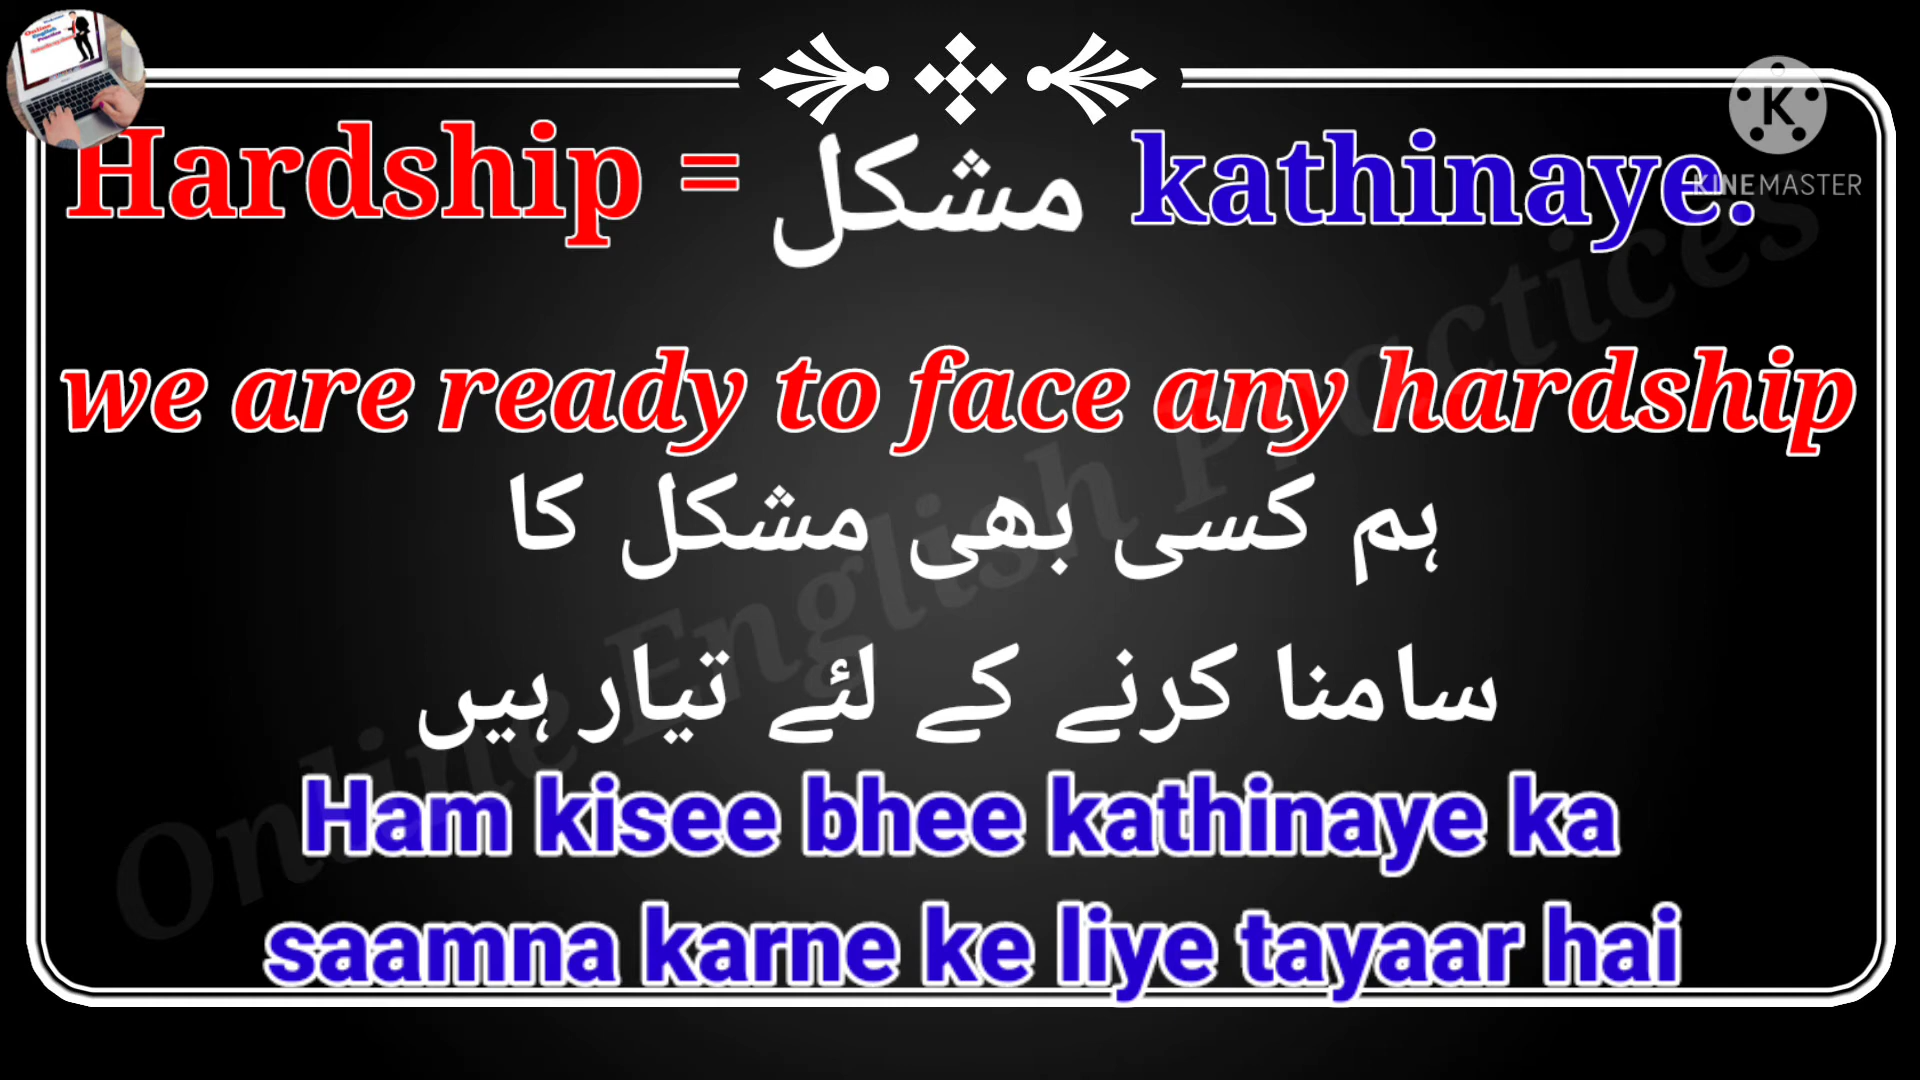 Hardship = مشکل kathinaye.
KINEMASTER
we are ready to face any hardship
ہم کسی بھی مشکل کا
سامنا کرنے کے لئے تیار ہیں
Ham kisee bhee kathinaye ka
saamna karne ke liye tayaar hai
Online English Practices